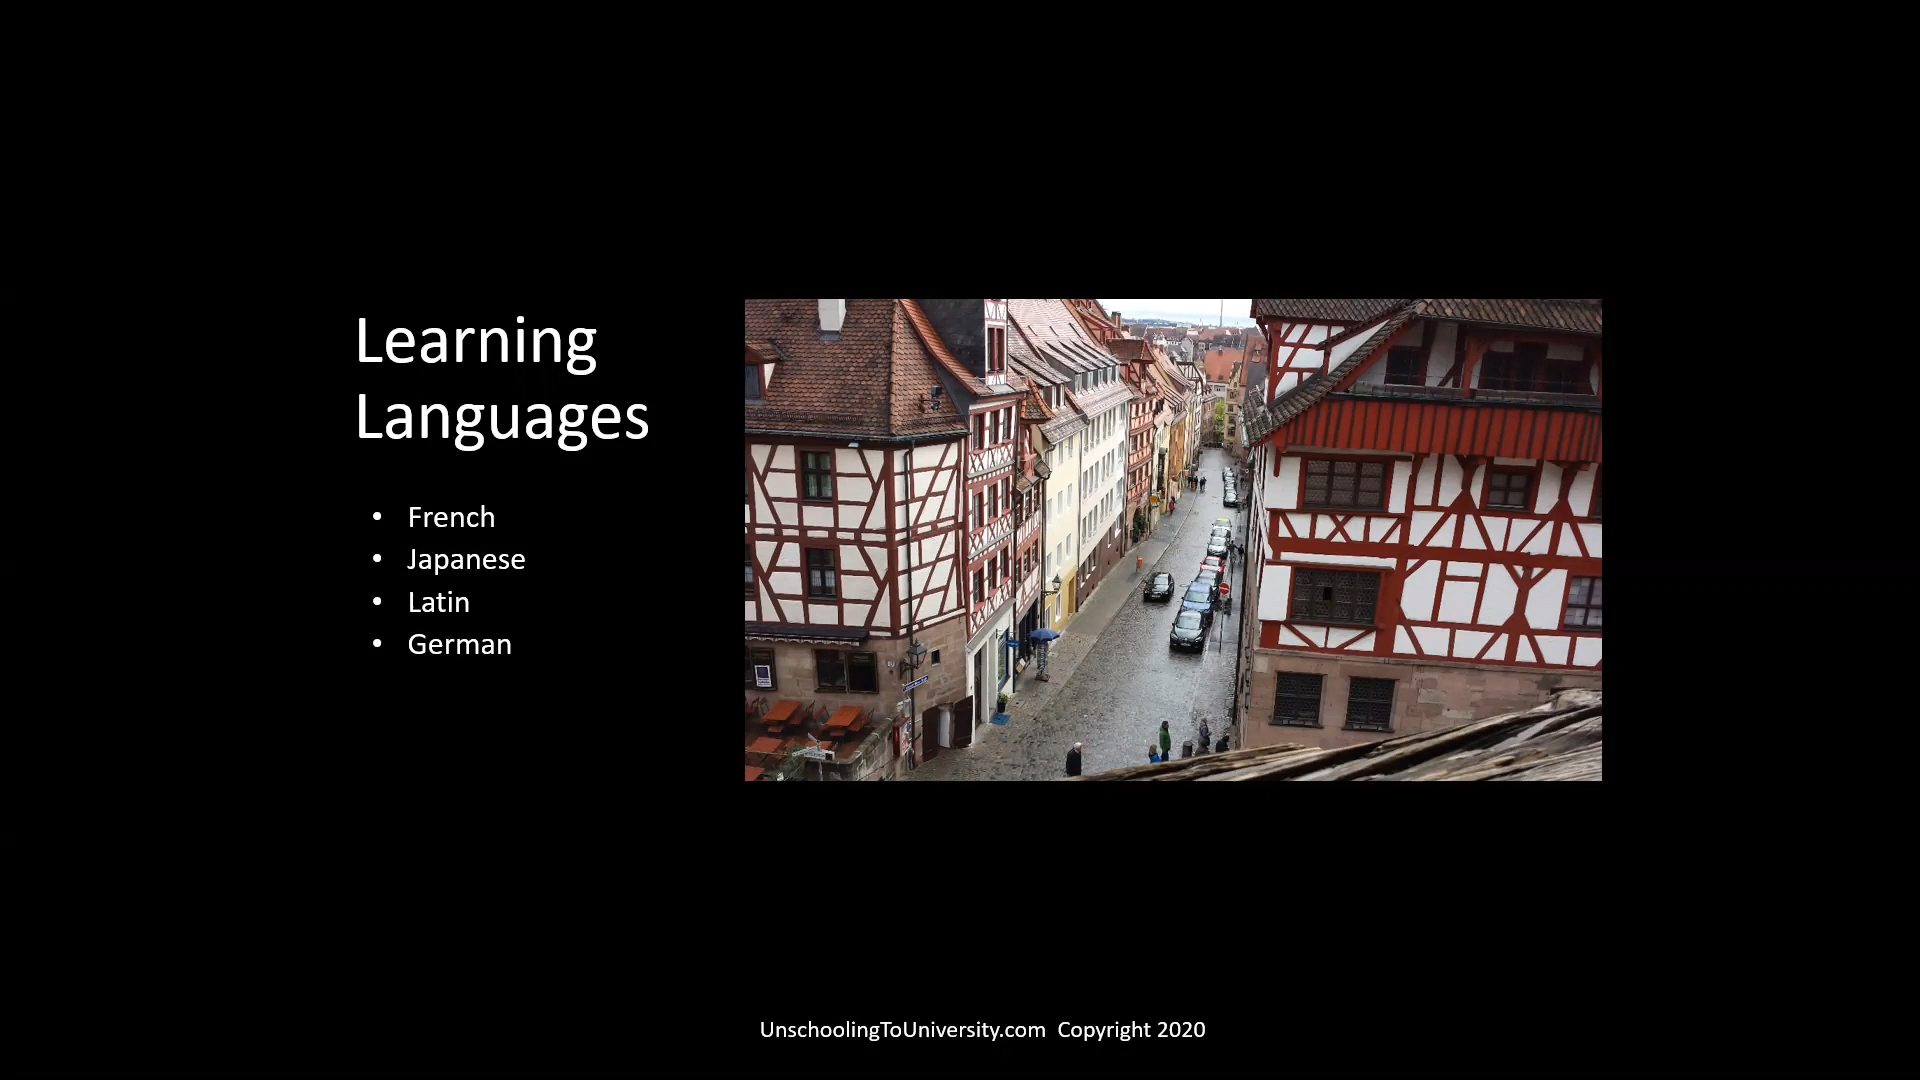 Learning
Languages
• French
• Japanese
• Latin
• German
UnschoolingToUniversity.com Copyright 2020